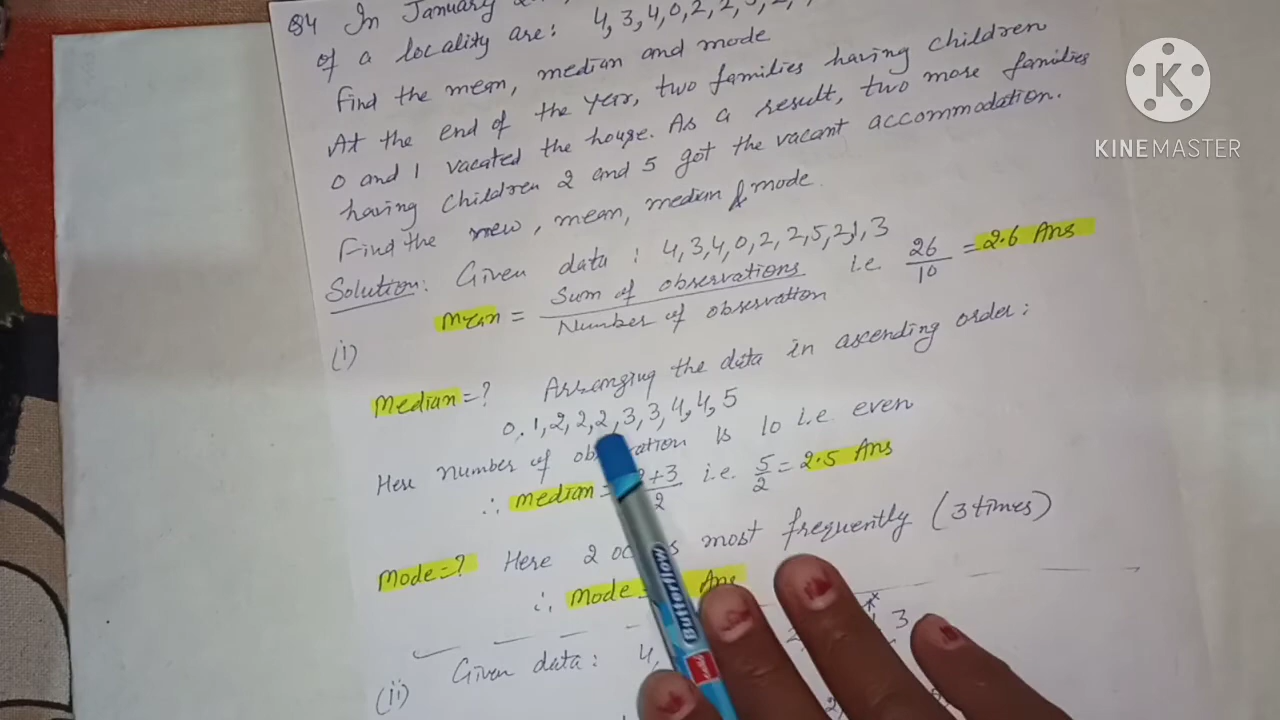 Q4 In January
of a locality are: 4, 3, 4, 0, 2, 2,
Find the mean, median and mode
At the end of the year, two families having children
0 and 1 vacated the house. As a result, two more families
having children 2 and 5 got the vacant accommodation.
Find the new, mean, median & mode.
Solution: Given data : 4, 3, 4, 0, 2, 2, 5, 2, 1, 3
(i) mean = Sum of observations / Number of observation i.e 26/10 = 2.6 Ans
Median = ? Arranging the data in ascending order:
0, 1, 2, 2, 2, 3, 3, 4, 4, 5
Here number of is 10 i.e. even
∴ median = +3/2 i.e. 5/2 = 2.5 Ans
Mode = ? Here 2 most frequently (3 times)
∴ Mode Ans
(ii) Given data: 4, 3
KINEMASTER
K
Butterflow